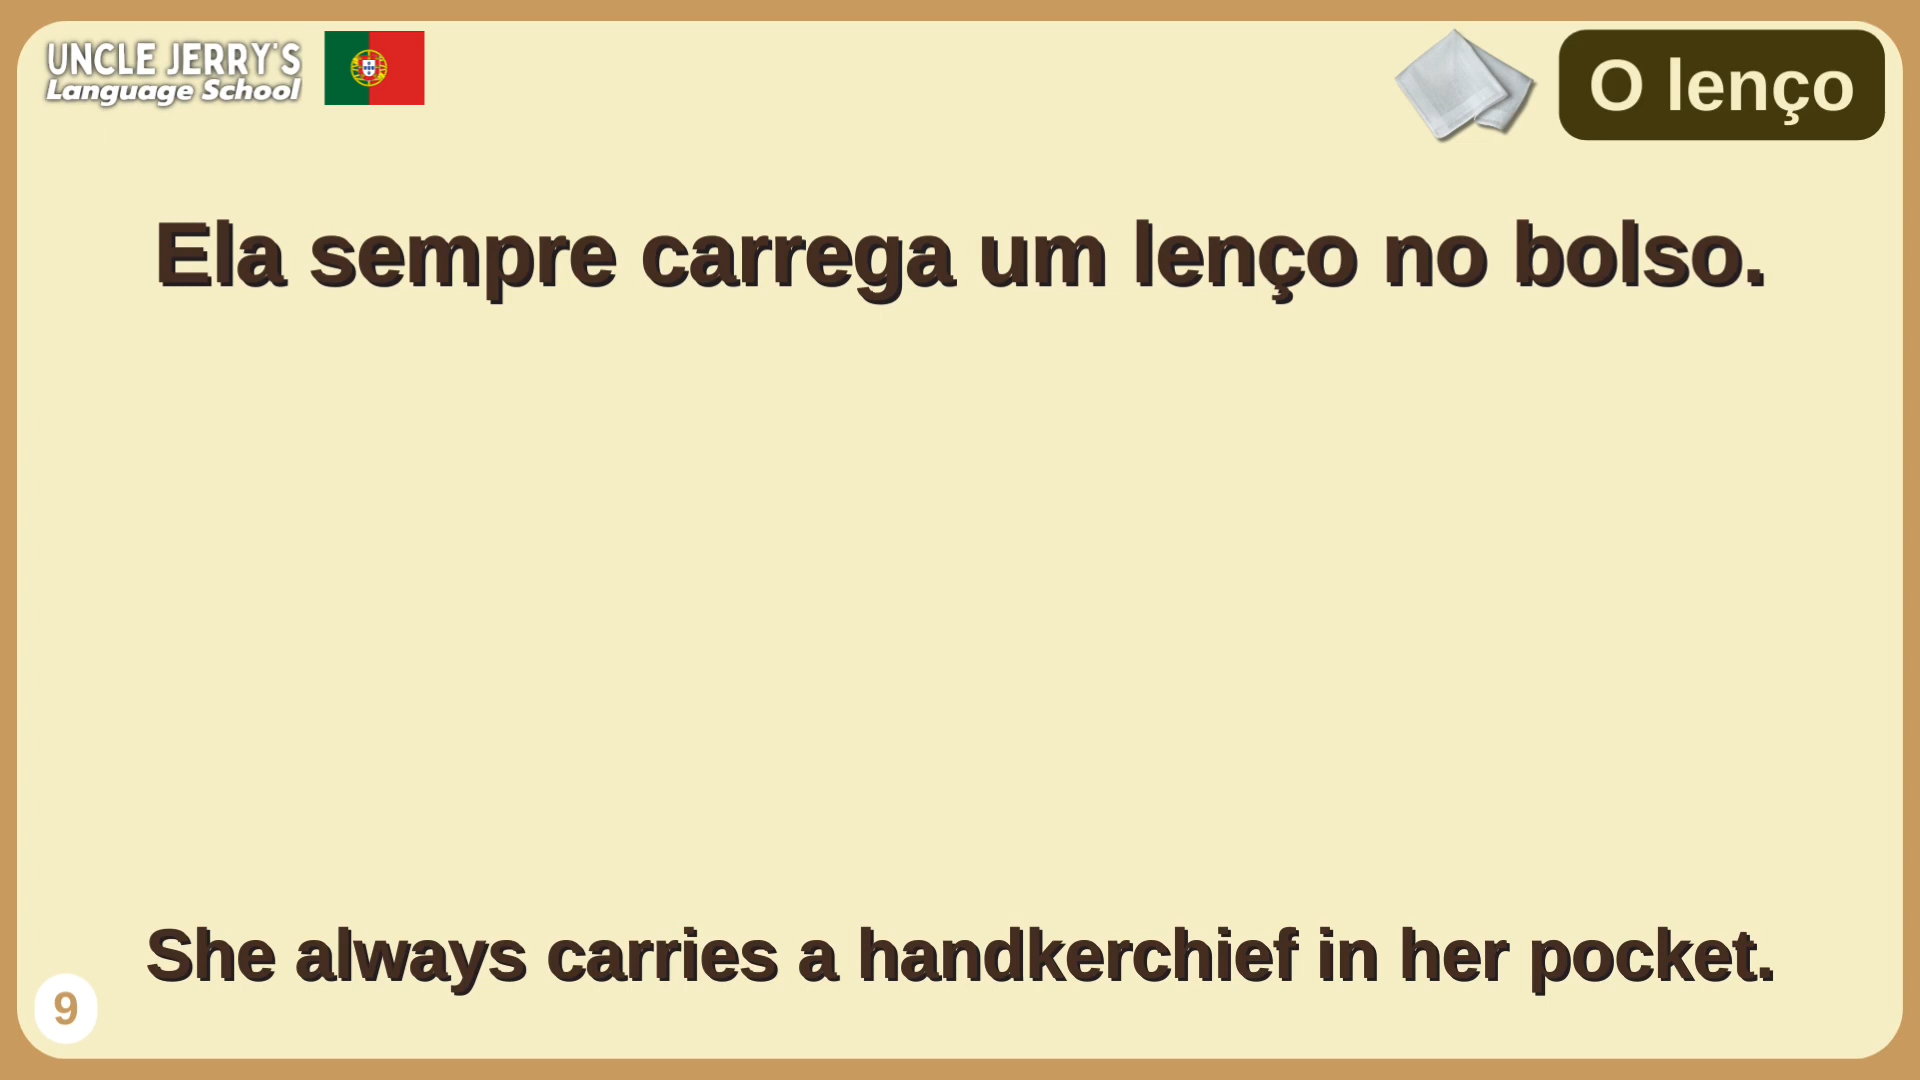 UNCLE JERRY'S
Language School
O lenço
Ela sempre carrega um lenço no bolso.
She always carries a handkerchief in her pocket.
9